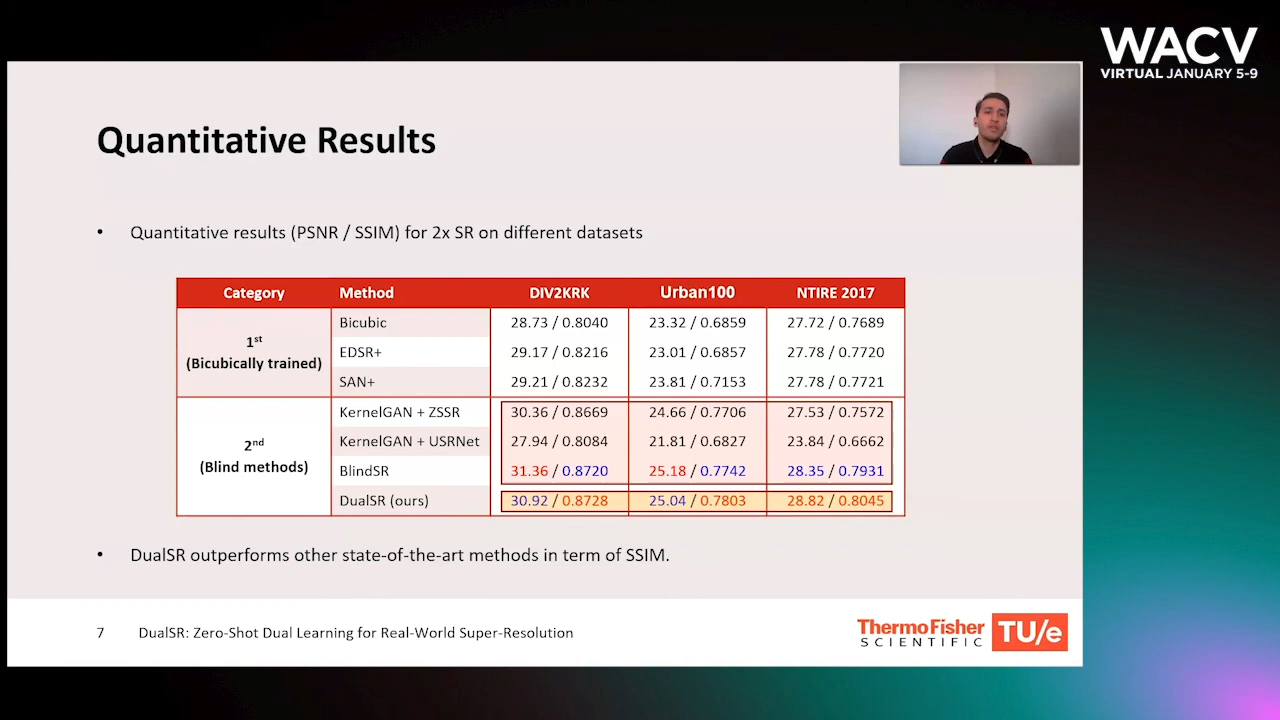 WACV
VIRTUAL JANUARY 5-9
Quantitative Results
• Quantitative results (PSNR / SSIM) for 2x SR on different datasets
Category Method DIV2KRK Urban100 NTIRE 2017
1st (Bicubically trained)
Bicubic 28.73 / 0.8040 23.32 / 0.6859 27.72 / 0.7689
EDSR+ 29.17 / 0.8216 23.01 / 0.6857 27.78 / 0.7720
SAN+ 29.21 / 0.8232 23.81 / 0.7153 27.78 / 0.7721
2nd (Blind methods)
KernelGAN + ZSSR 30.36 / 0.8669 24.66 / 0.7706 27.53 / 0.7572
KernelGAN + USRNet 27.94 / 0.8084 21.81 / 0.6827 23.84 / 0.6662
BlindSR 31.36 / 0.8720 25.18 / 0.7742 28.35 / 0.7931
DualSR (ours) 30.92 / 0.8728 25.04 / 0.7803 28.82 / 0.8045
• DualSR outperforms other state-of-the-art methods in term of SSIM.
7 DualSR: Zero-Shot Dual Learning for Real-World Super-Resolution
ThermoFisher
SCIENTIFIC
TU/e